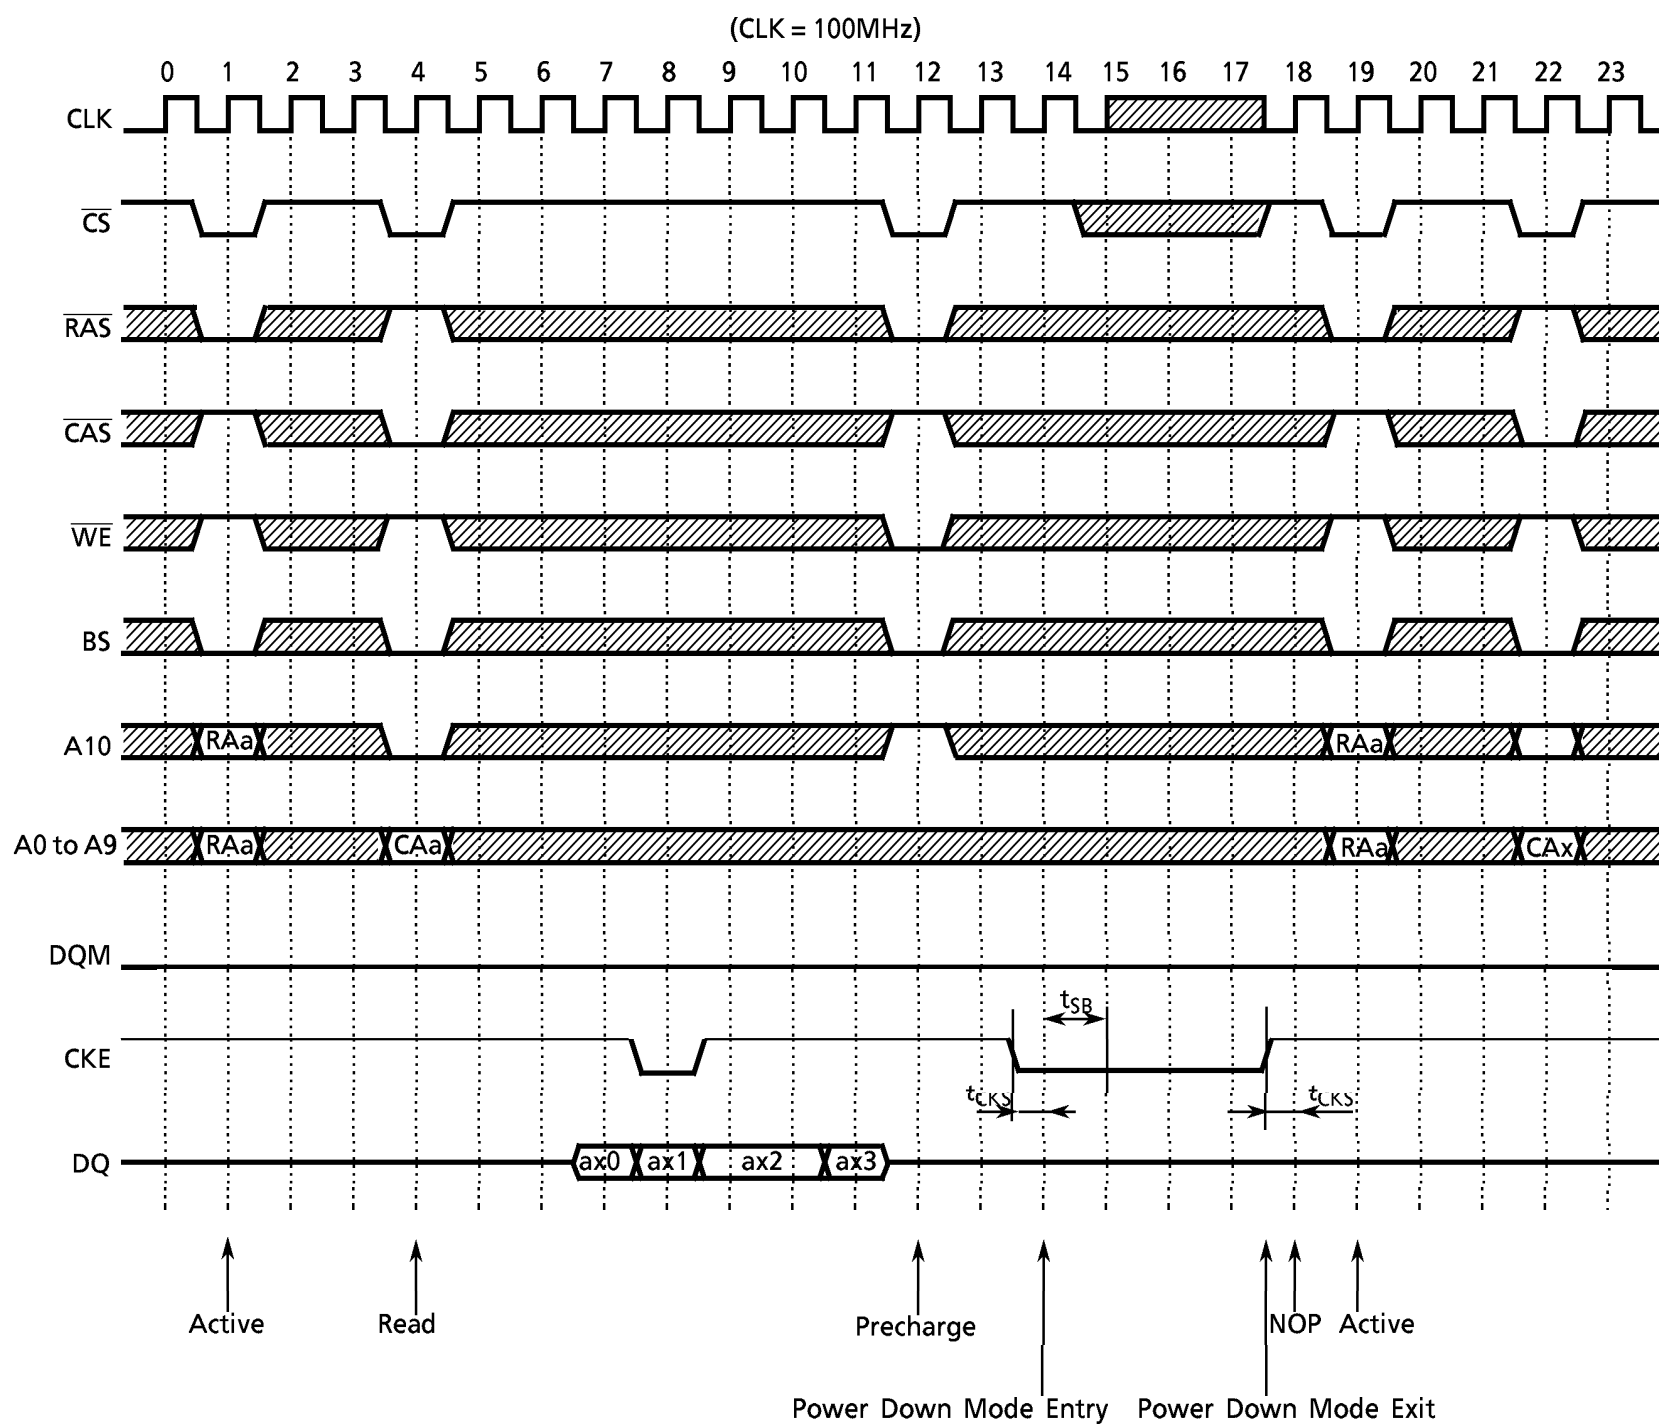 (CLK = 100MHz)
0 1 2 3 4 5 6 7 8 9 10 11 12 13 14 15 16 17 18 19 20 21 22 23
CLK
CS
RAS
CAS
WE
BS
A10 RAa RAa
A0 to A9 RAa CAa RAa CAx
DQM
tSB
CKE
tCKS tCKS
DQ ax0 ax1 ax2 ax3
Active Read Precharge NOP Active
Power Down Mode Entry Power Down Mode Exit